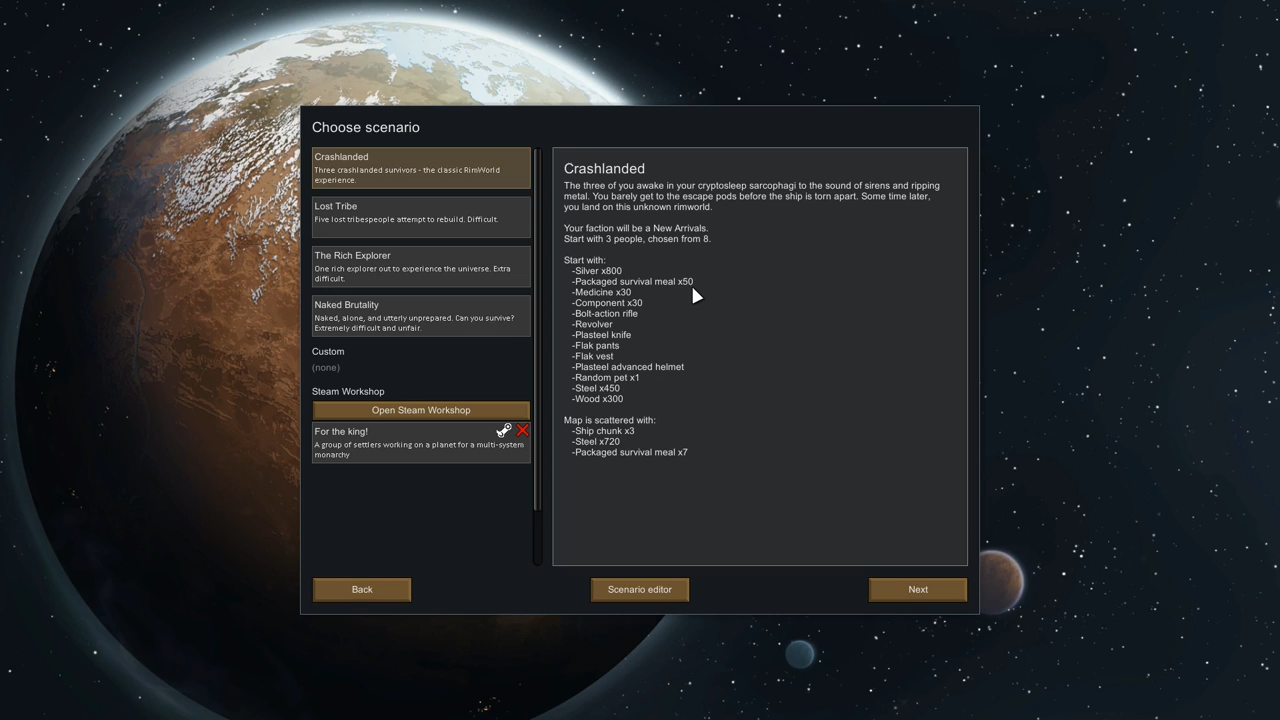 Choose scenario
Crashlanded
Three crashlanded survivors - the classic RimWorld
experience.
Lost Tribe
Five lost tribespeople attempt to rebuild. Difficult.
The Rich Explorer
One rich explorer out to experience the universe. Extra
difficult.
Naked Brutality
Naked, alone, and utterly unprepared. Can you survive?
Extremely difficult and unfair.
Custom
(none)
Steam Workshop
Open Steam Workshop
For the king!
A group of settlers working on a planet for a multi-system
monarchy
Crashlanded
The three of you awake in your cryptosleep sarcophagi to the sound of sirens and ripping
metal. You barely get to the escape pods before the ship is torn apart. Some time later,
you land on this unknown rimworld.
Your faction will be a New Arrivals.
Start with 3 people, chosen from 8.
Start with:
-Silver x800
-Packaged survival meal x50
-Medicine x30
-Component x30
-Bolt-action rifle
-Revolver
-Plasteel knife
-Flak pants
-Flak vest
-Plasteel advanced helmet
-Random pet x1
-Steel x450
-Wood x300
Map is scattered with:
-Ship chunk x3
-Steel x720
-Packaged survival meal x7
Back
Scenario editor
Next